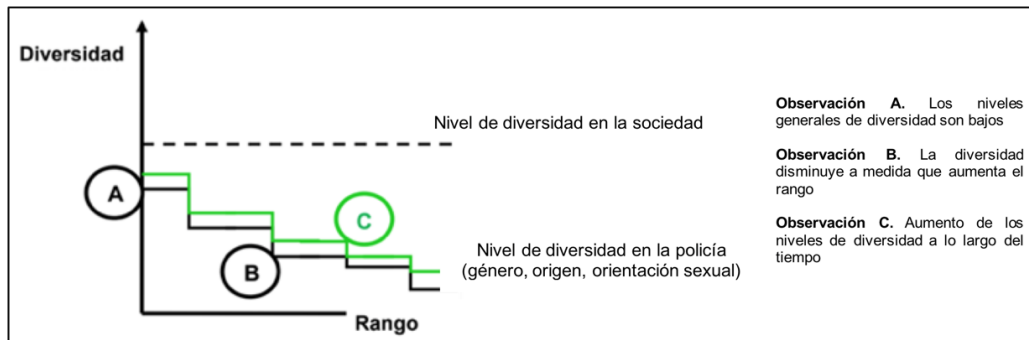 Diversidad
Nivel de diversidad en la sociedad
A
C
B
Nivel de diversidad en la policía
(género, origen, orientación sexual)
Rango
Observación A. Los niveles
generales de diversidad son bajos
Observación B. La diversidad
disminuye a medida que aumenta el
rango
Observación C. Aumento de los
niveles de diversidad a lo largo del
tiempo